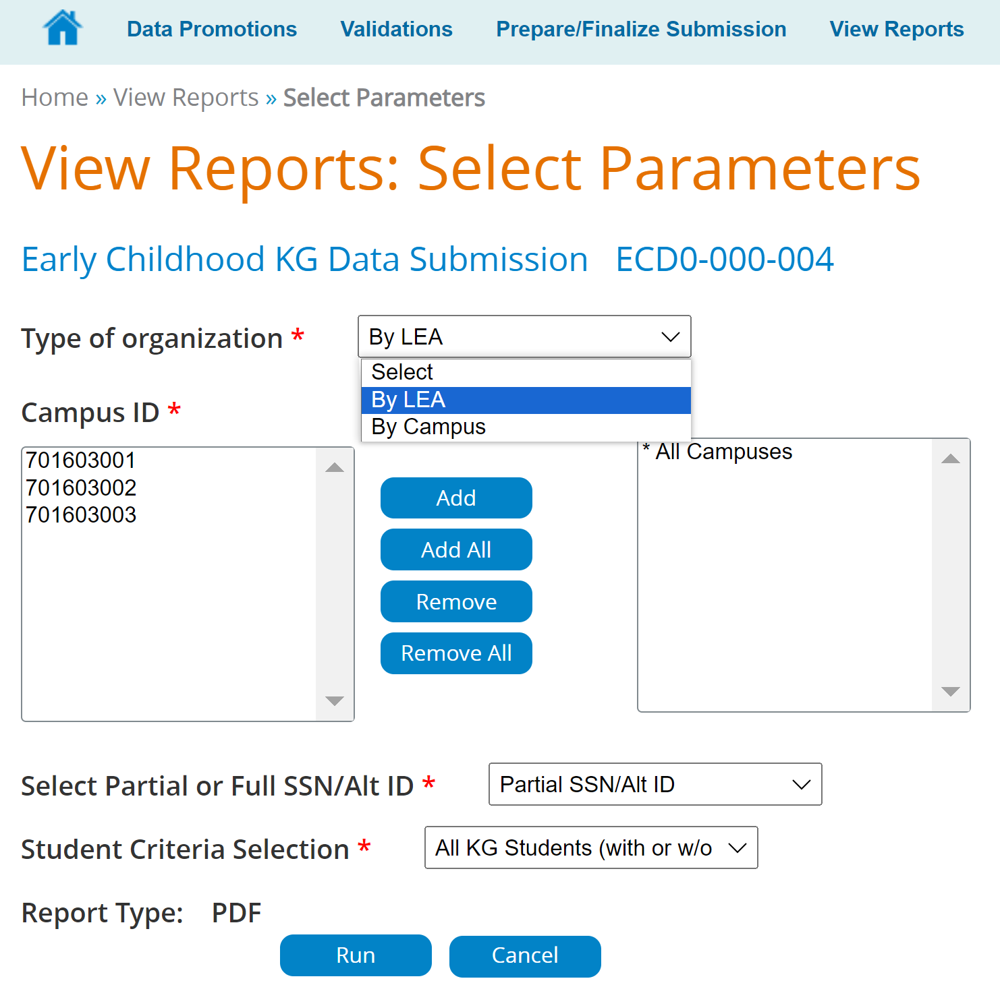 Data Promotions Validations Prepare/Finalize Submission View Reports
Home » View Reports » Select Parameters
View Reports: Select Parameters
Early Childhood KG Data Submission ECD0-000-004
Type of organization * By LEA
Select
By LEA
By Campus
Campus ID *
701603001
701603002
701603003
Add
Add All
Remove
Remove All
* All Campuses
Select Partial or Full SSN/Alt ID * Partial SSN/Alt ID
Student Criteria Selection * All KG Students (with or w/o
Report Type: PDF
Run Cancel